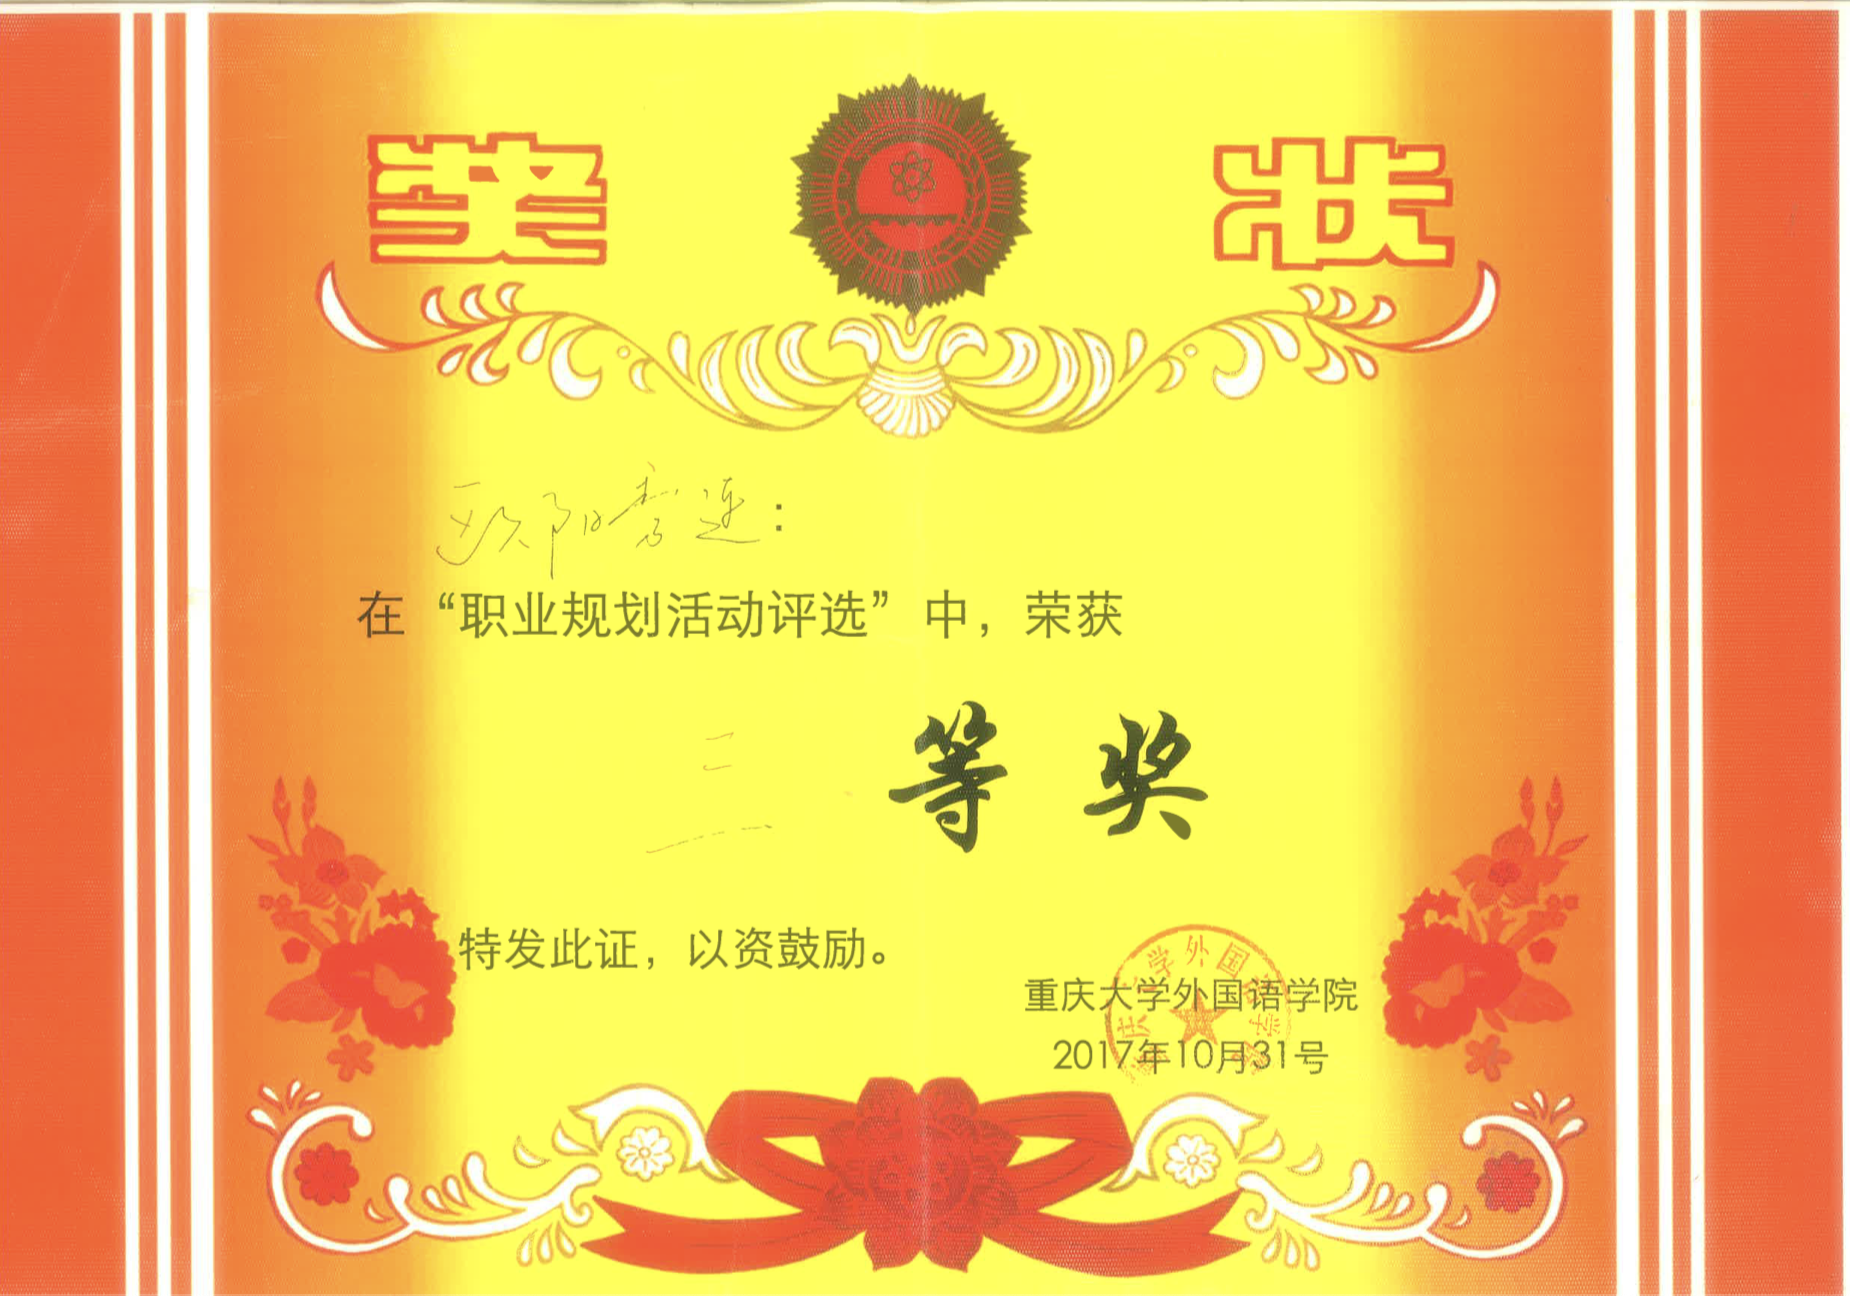 奖 状
欧阳秀莲：
在“职业规划活动评选”中，荣获
三 等 奖
特发此证，以资鼓励。
重庆大学外国语学院
2017年10月31号